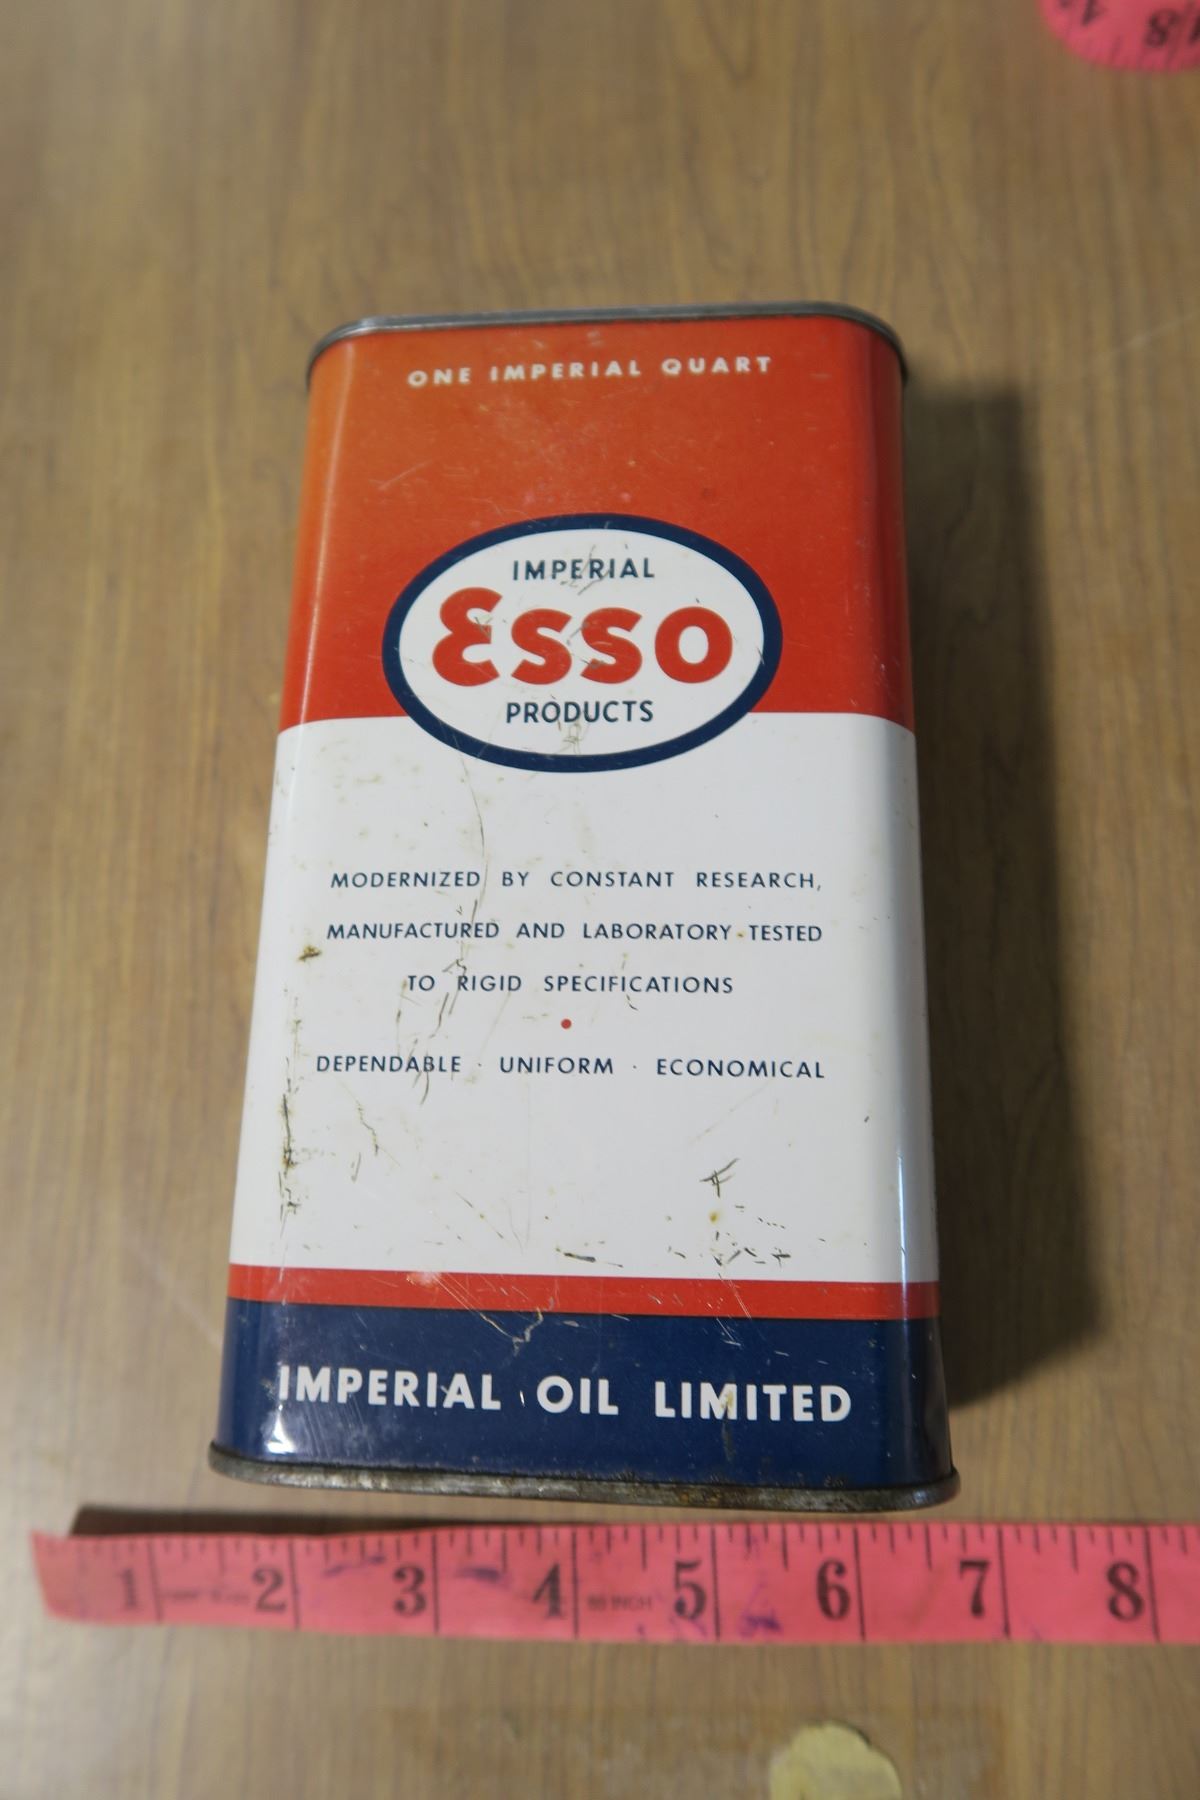 ONE IMPERIAL QUART
IMPERIAL
Esso
PRODUCTS
MODERNIZED BY CONSTANT RESEARCH,
MANUFACTURED AND LABORATORY-TESTED
TO RIGID SPECIFICATIONS
•
DEPENDABLE · UNIFORM · ECONOMICAL
IMPERIAL OIL LIMITED
1 2 3 4 5 6 7 8